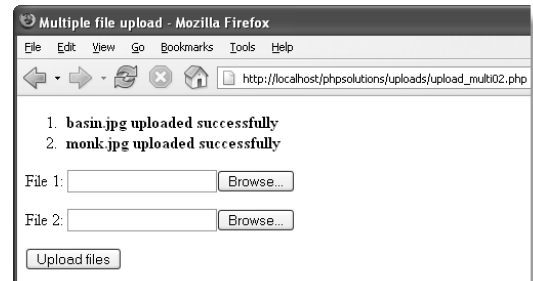 Multiple file upload - Mozilla Firefox
File Edit View Go Bookmarks Tools Help
http://localhost/phpsolutions/uploads/upload_multi02.php
1. basin.jpg uploaded successfully
2. monk.jpg uploaded successfully
File 1: Browse...
File 2: Browse...
Upload files